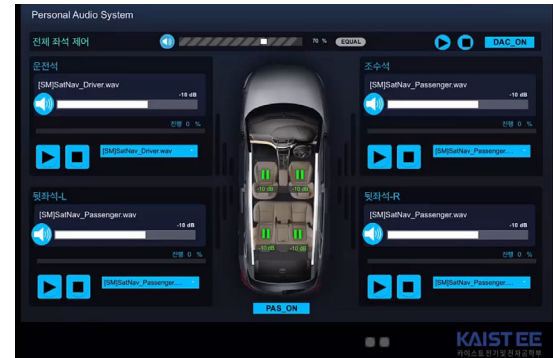 Personal Audio System
전체 좌석 제어
70 %
EQUAL
DAC_ON
운전석
[SM]SatNav_Driver.wav
-10 dB
진행 0 %
[SM]SatNav_Driver.wav
조수석
[SM]SatNav_Passenger.wav
-10 dB
진행 0 %
[SM]SatNav_Passenger....
-10 dB
-10 dB
-10 dB
-10 dB
뒷좌석-L
[SM]SatNav_Passenger.wav
-10 dB
진행 0 %
[SM]SatNav_Passenger....
뒷좌석-R
[SM]SatNav_Passenger.wav
-10 dB
진행 0 %
[SM]SatNav_Passenger....
PAS_ON
KAIST EE
카이스트 전기 및 전자공학부